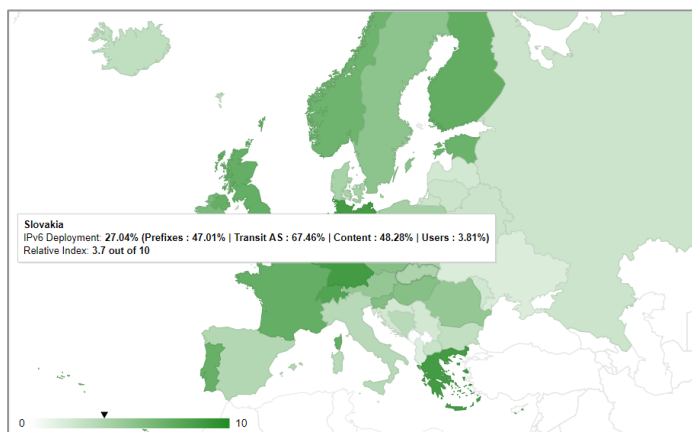 Slovakia
IPv6 Deployment: 27.04% (Prefixes : 47.01% | Transit AS : 67.46% | Content : 48.28% | Users : 3.81%)
Relative Index: 3.7 out of 10
0 10